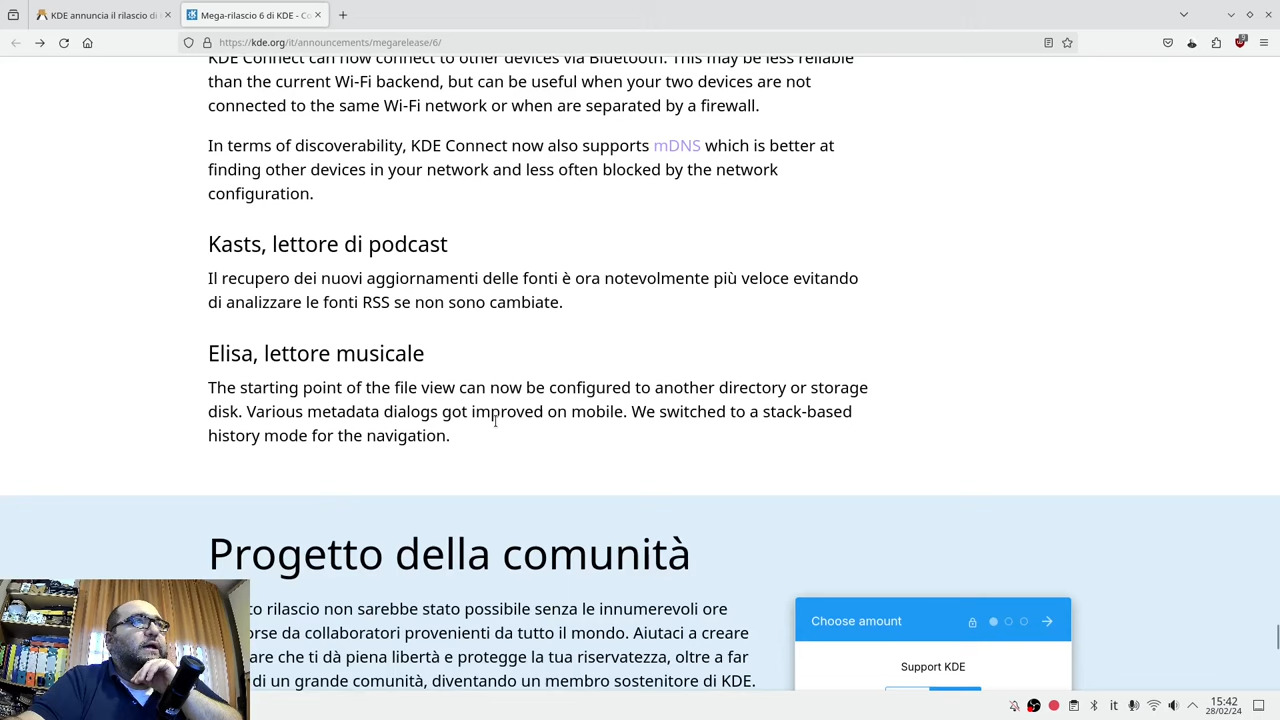 KDE annuncia il rilascio di
Mega-rilascio 6 di KDE - Co
https://kde.org/it/announcements/megarelease/6/
KDE Connect can now connect to other devices via Bluetooth. This may be less reliable
than the current Wi-Fi backend, but can be useful when your two devices are not
connected to the same Wi-Fi network or when are separated by a firewall.
In terms of discoverability, KDE Connect now also supports mDNS which is better at
finding other devices in your network and less often blocked by the network
configuration.
Kasts, lettore di podcast
Il recupero dei nuovi aggiornamenti delle fonti è ora notevolmente più veloce evitando
di analizzare le fonti RSS se non sono cambiate.
Elisa, lettore musicale
The starting point of the file view can now be configured to another directory or storage
disk. Various metadata dialogs got improved on mobile. We switched to a stack-based
history mode for the navigation.
Progetto della comunità
to rilascio non sarebbe stato possibile senza le innumerevoli ore
orse da collaboratori provenienti da tutto il mondo. Aiutaci a creare
are che ti dà piena libertà e protegge la tua riservatezza, oltre a far
di un grande comunità, diventando un membro sostenitore di KDE.
Choose amount
Support KDE
it
15:42
28/02/24